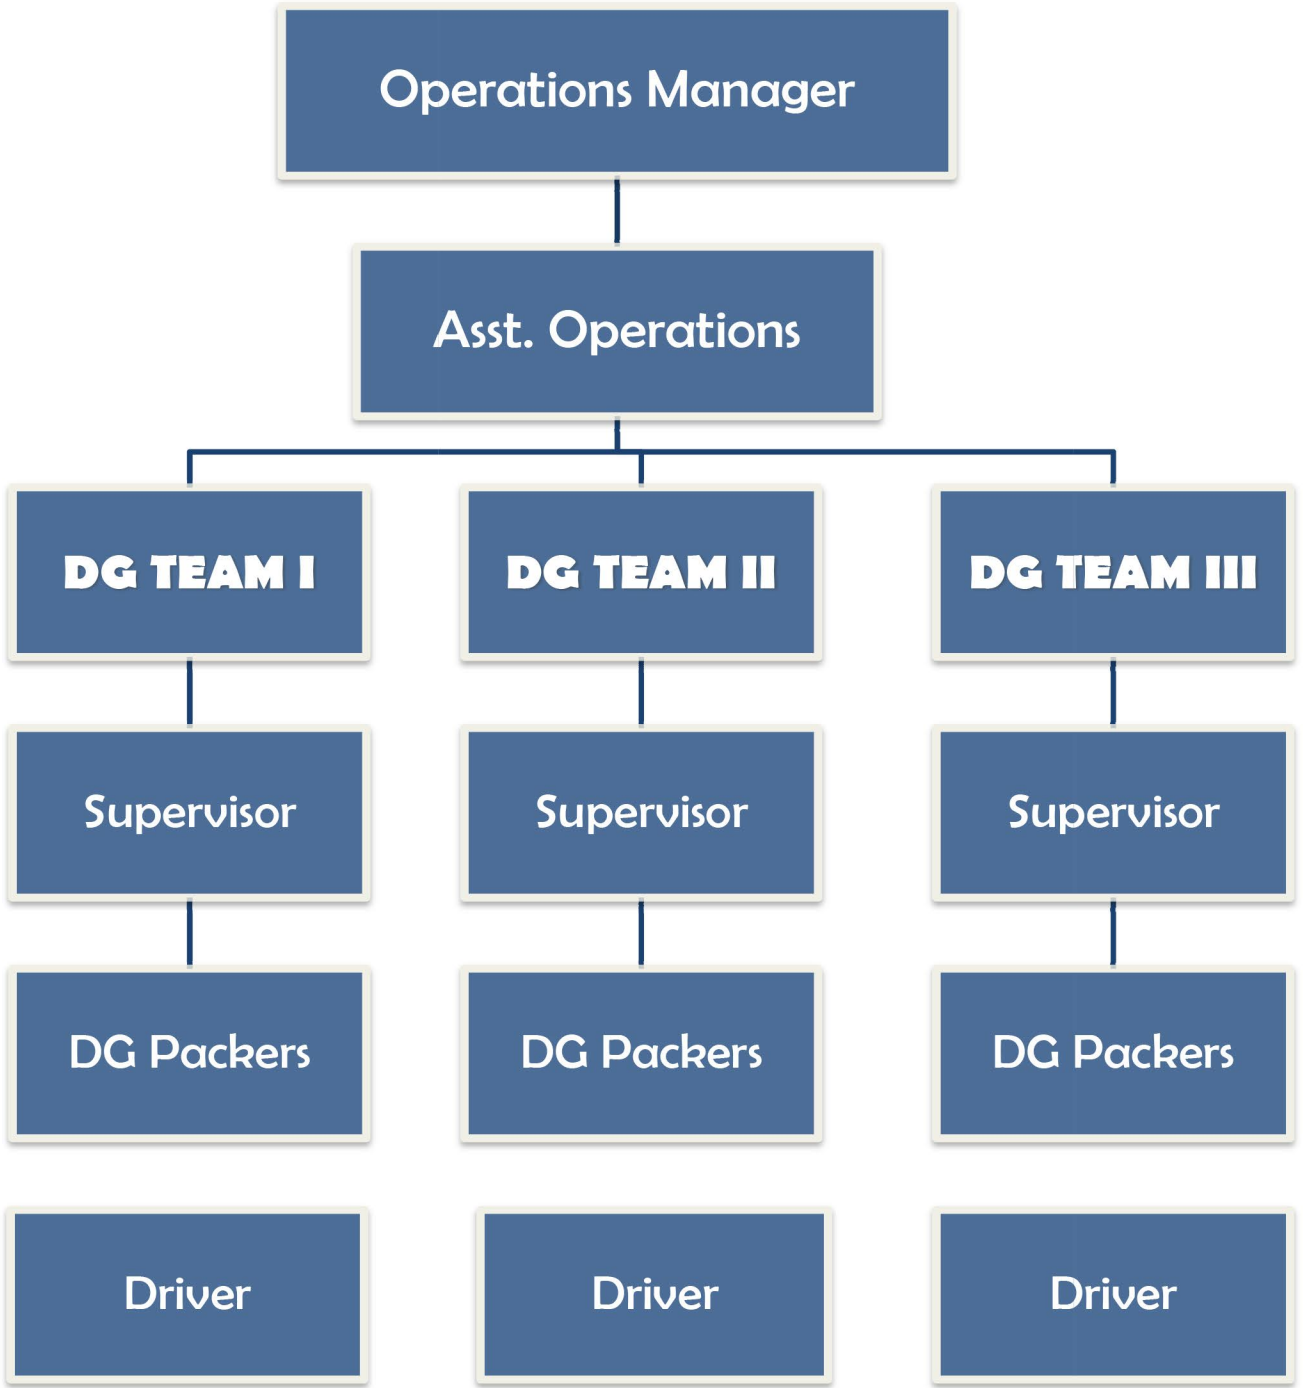 Operations Manager
Asst. Operations
DG TEAM I
DG TEAM II
DG TEAM III
Supervisor
Supervisor
Supervisor
DG Packers
DG Packers
DG Packers
Driver
Driver
Driver